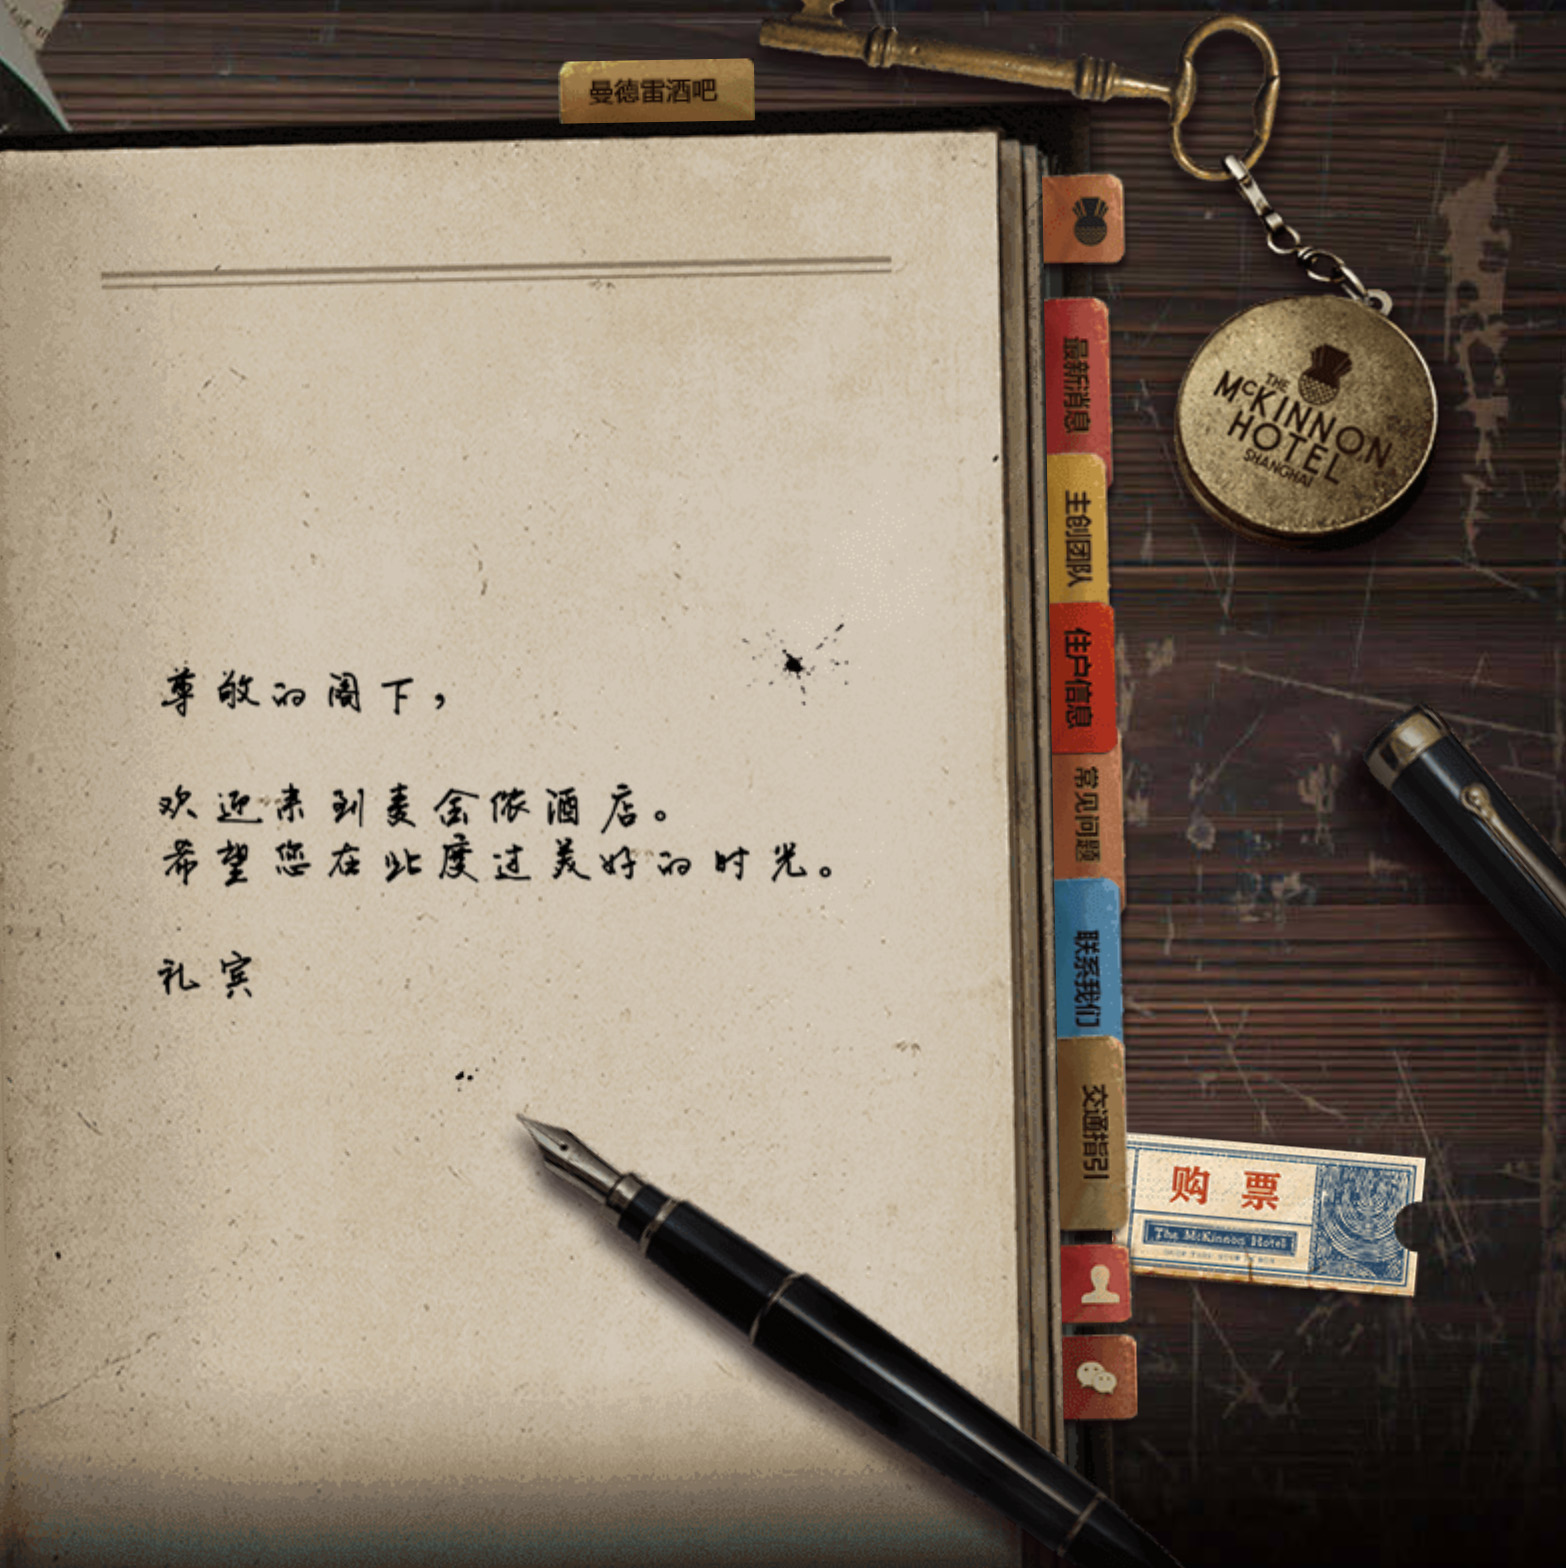 曼德雷酒吧
THE
McKINNON
HOTEL
SHANGHAI
最新消息
主创团队
住户信息
常见问题
联系我们
交通指引
购票
The McKinnon Hotel
尊敬的阁下，
欢迎来到麦金侬酒店。
希望您在此度过美好的时光。
礼宾